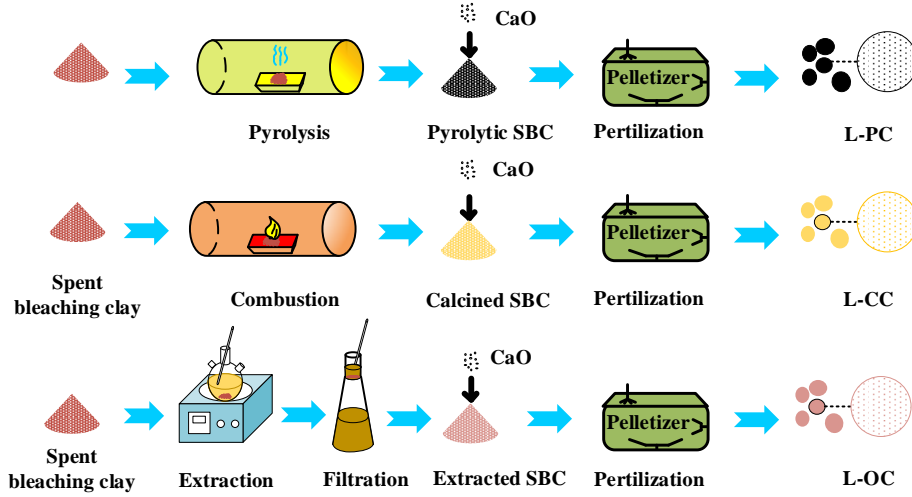 CaO
Pelletizer
Pyrolysis
Pyrolytic SBC
Pertilization
L-PC
CaO
Pelletizer
Spent
bleaching clay
Combustion
Calcined SBC
Pertilization
L-CC
CaO
Pelletizer
Spent
bleaching clay
Extraction
Filtration
Extracted SBC
Pertilization
L-OC